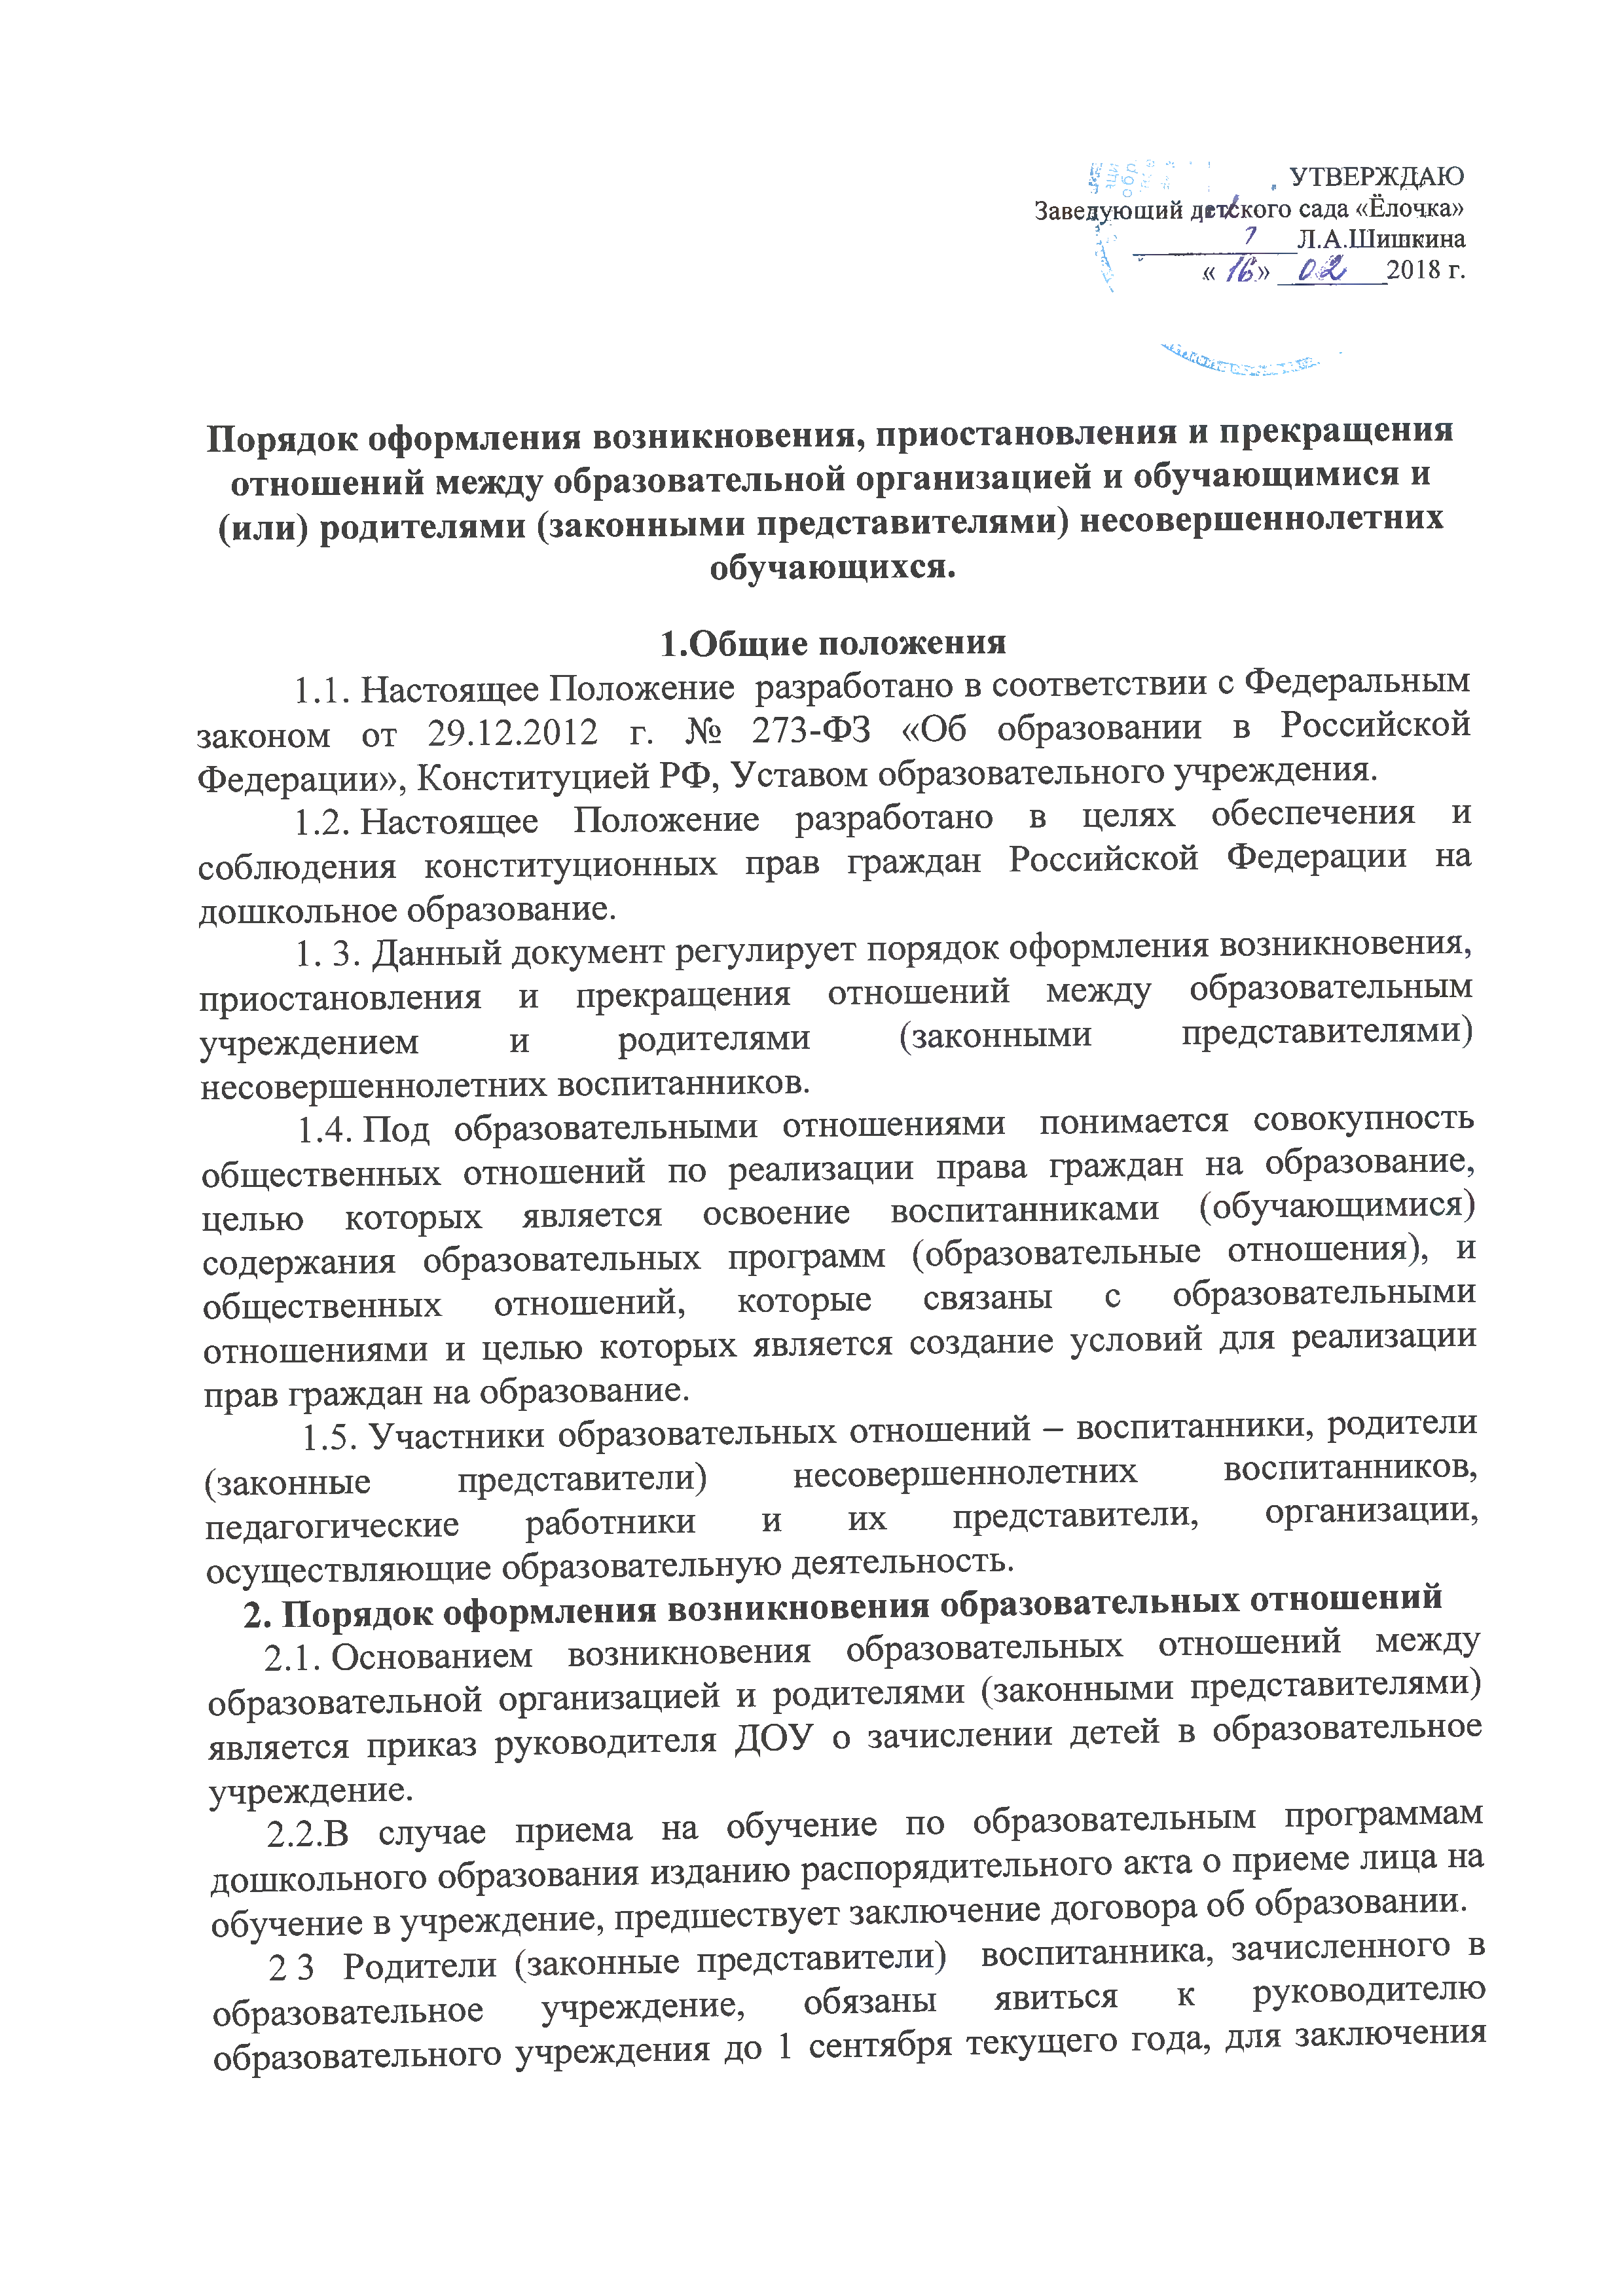 УТВЕРЖДАЮ
Заведующий детского сада «Ёлочка»
____________Л.А.Шишкина
« 16 » 02 2018 г.
Порядок оформления возникновения, приостановления и прекращения
отношений между образовательной организацией и обучающимися и
(или) родителями (законными представителями) несовершеннолетних
обучающихся.
1.Общие положения
1.1. Настоящее Положение разработано в соответствии с Федеральным
законом от 29.12.2012 г. № 273-ФЗ «Об образовании в Российской
Федерации», Конституцией РФ, Уставом образовательного учреждения.
1.2. Настоящее Положение разработано в целях обеспечения и
соблюдения конституционных прав граждан Российской Федерации на
дошкольное образование.
1. 3. Данный документ регулирует порядок оформления возникновения,
приостановления и прекращения отношений между образовательным
учреждением и родителями (законными представителями)
несовершеннолетних воспитанников.
1.4. Под образовательными отношениями понимается совокупность
общественных отношений по реализации права граждан на образование,
целью которых является освоение воспитанниками (обучающимися)
содержания образовательных программ (образовательные отношения), и
общественных отношений, которые связаны с образовательными
отношениями и целью которых является создание условий для реализации
прав граждан на образование.
1.5. Участники образовательных отношений – воспитанники, родители
(законные представители) несовершеннолетних воспитанников,
педагогические работники и их представители, организации,
осуществляющие образовательную деятельность.
2. Порядок оформления возникновения образовательных отношений
2.1. Основанием возникновения образовательных отношений между
образовательной организацией и родителями (законными представителями)
является приказ руководителя ДОУ о зачислении детей в образовательное
учреждение.
2.2.В случае приема на обучение по образовательным программам
дошкольного образования изданию распорядительного акта о приеме лица на
обучение в учреждение, предшествует заключение договора об образовании.
2 3 Родители (законные представители) воспитанника, зачисленного в
образовательное учреждение, обязаны явиться к руководителю
образовательного учреждения до 1 сентября текущего года, для заключения